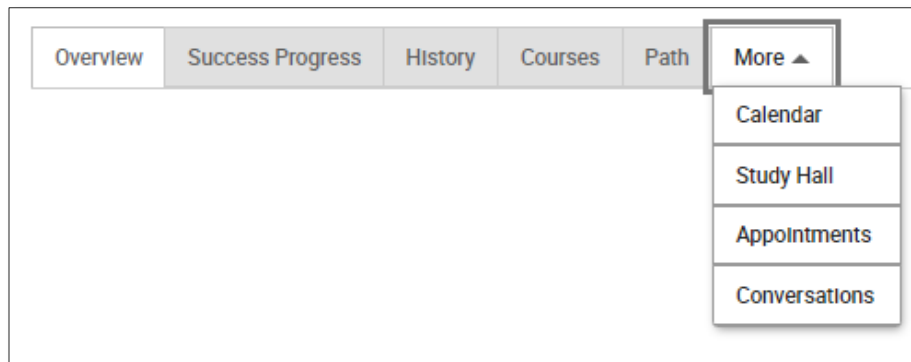 Overview Success Progress History Courses Path More
Calendar
Study Hall
Appointments
Conversations